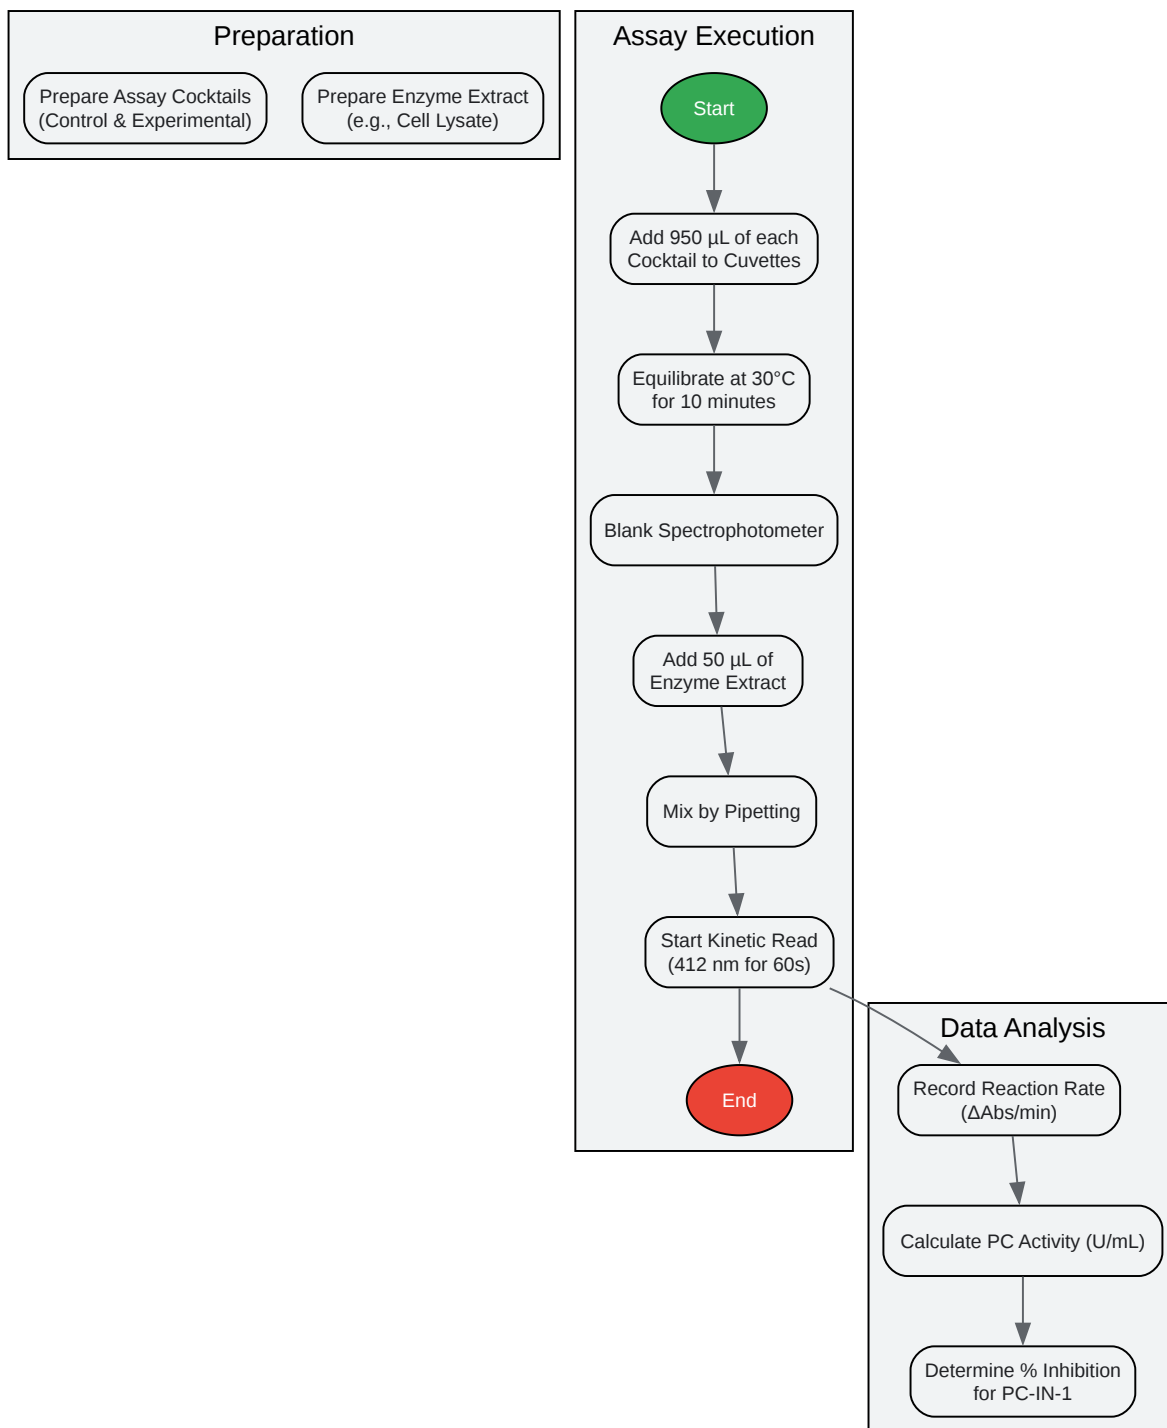 Preparation
Prepare Assay Cocktails
(Control & Experimental)
Prepare Enzyme Extract
(e.g., Cell Lysate)
Assay Execution
Start
Add 950 µL of each
Cocktail to Cuvettes
Equilibrate at 30°C
for 10 minutes
Blank Spectrophotometer
Add 50 µL of
Enzyme Extract
Mix by Pipetting
Start Kinetic Read
(412 nm for 60s)
End
Data Analysis
Record Reaction Rate
(ΔAbs/min)
Calculate PC Activity (U/mL)
Determine % Inhibition
for PC-IN-1